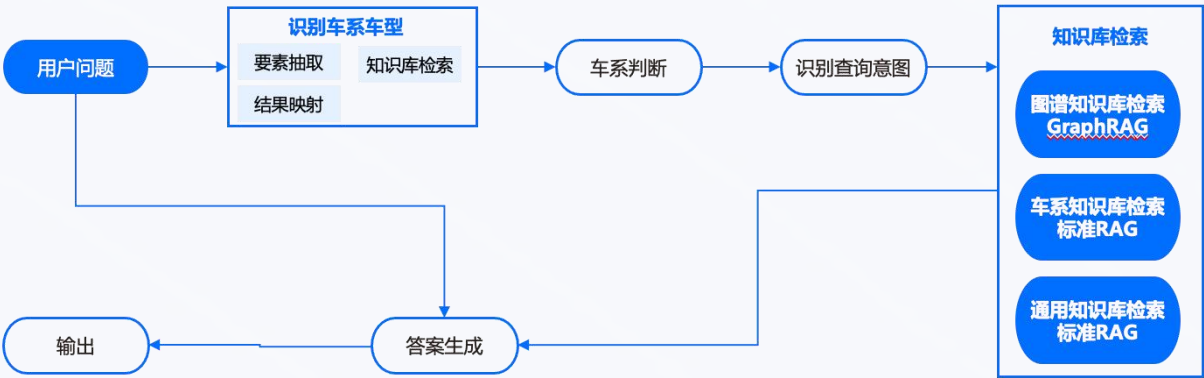 用户问题
识别车系车型
要素抽取
知识库检索
结果映射
车系判断
识别查询意图
知识库检索
图谱知识库检索
GraphRAG
车系知识库检索
标准RAG
通用知识库检索
标准RAG
答案生成
输出